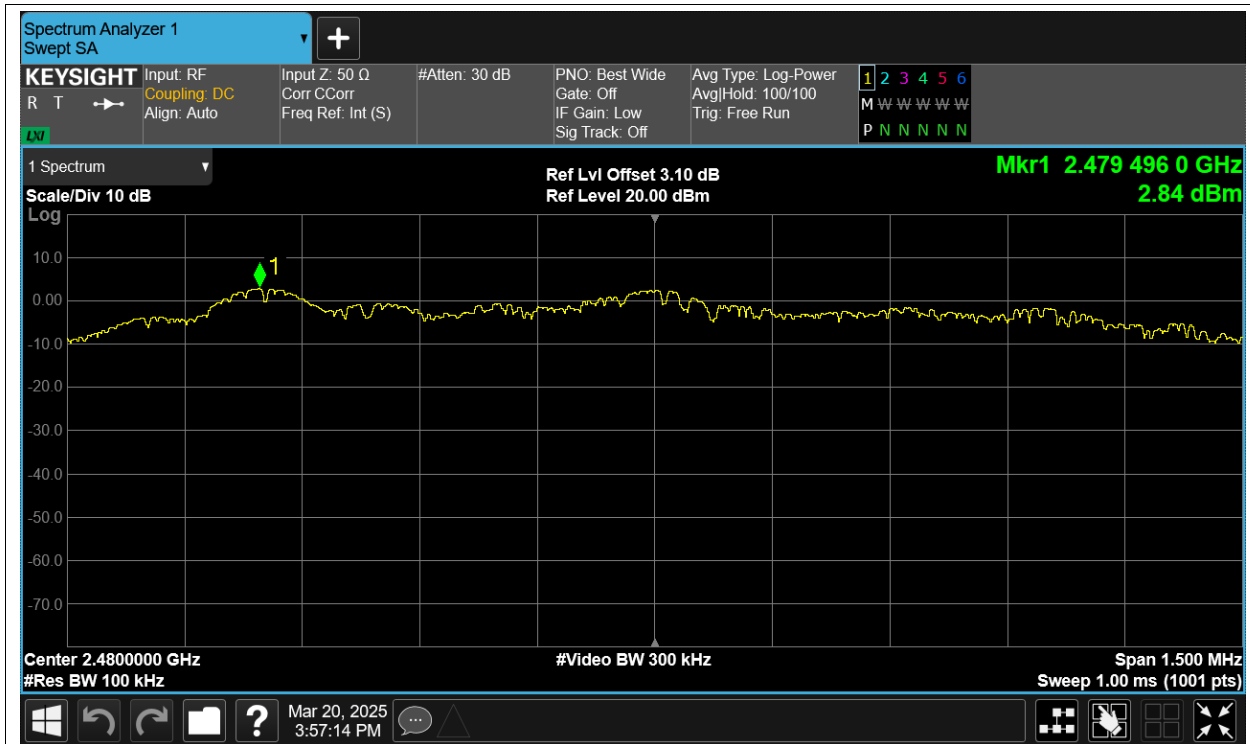 Spectrum Analyzer 1
Swept SA
KEYSIGHT
R T
LXI
Input: RF
Coupling: DC
Align: Auto
Input Z: 50 Ω
Corr CCorr
Freq Ref: Int (S)
#Atten: 30 dB
PNO: Best Wide
Gate: Off
IF Gain: Low
Sig Track: Off
Avg Type: Log-Power
Avg|Hold: 100/100
Trig: Free Run
1 2 3 4 5 6
M W W W W W
P N N N N N
1 Spectrum
Scale/Div 10 dB
Log
Ref Lvl Offset 3.10 dB
Ref Level 20.00 dBm
Mkr1 2.479 496 0 GHz
2.84 dBm
1
10.0
0.00
-10.0
-20.0
-30.0
-40.0
-50.0
-60.0
-70.0
Center 2.4800000 GHz
#Res BW 100 kHz
#Video BW 300 kHz
Span 1.500 MHz
Sweep 1.00 ms (1001 pts)
?
Mar 20, 2025
3:57:14 PM